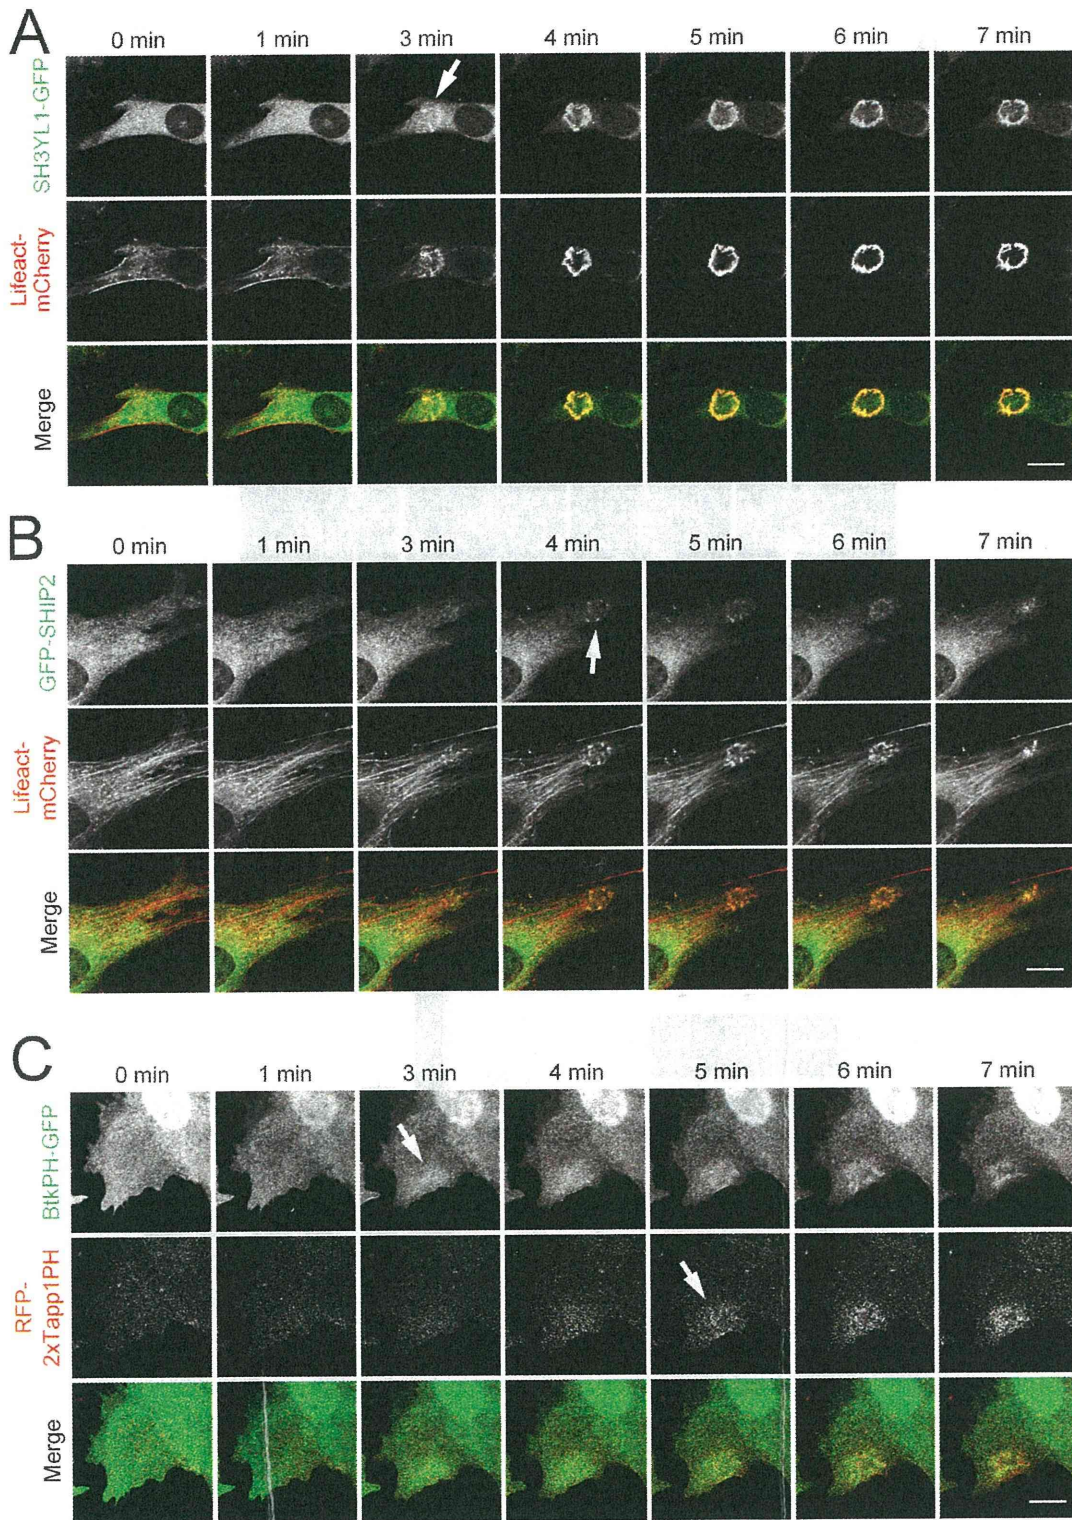 A
0 min 1 min 3 min 4 min 5 min 6 min 7 min
SH3YL1-GFP
Lifeact-
mCherry
Merge
B
0 min 1 min 3 min 4 min 5 min 6 min 7 min
GFP-SHIP2
Lifeact-
mCherry
Merge
C
0 min 1 min 3 min 4 min 5 min 6 min 7 min
BtkPH-GFP
RFP-
2xTapp1PH
Merge